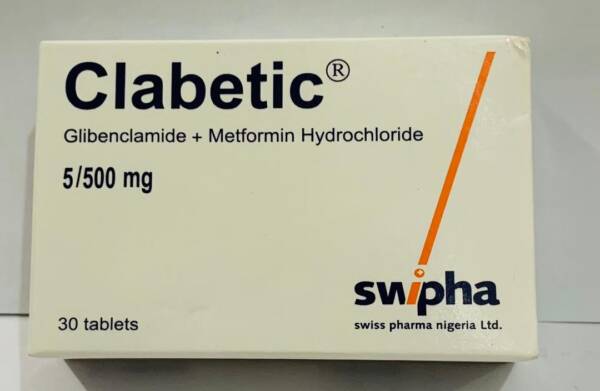 Clabetic®
Glibenclamide + Metformin Hydrochloride
5/500 mg
swipha
swiss pharma nigeria Ltd.
30 tablets